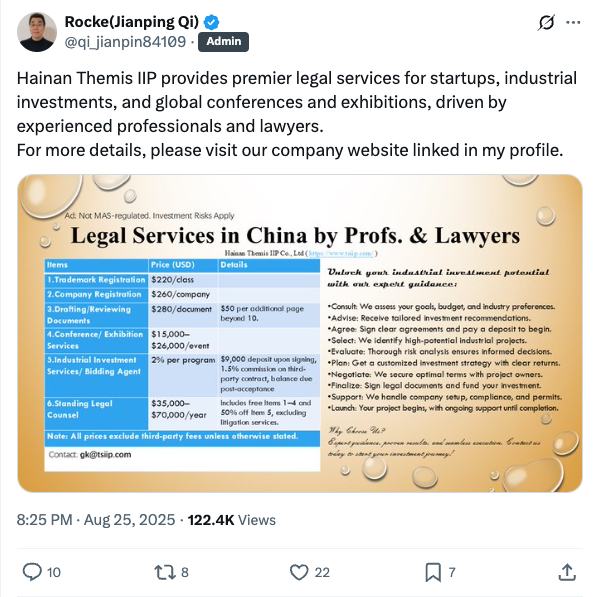 Rocke(Jianping Qi)
@qi_jianpin84109 · Admin
Hainan Themis IIP provides premier legal services for startups, industrial
investments, and global conferences and exhibitions, driven by
experienced professionals and lawyers.
For more details, please visit our company website linked in my profile.
Ad. Not MAS-regulated. Investment Risks Apply
Legal Services in China by Profs. & Lawyers
Hainan Themis IIP Co., Ltd ( https://www.tsiip.com/ )
Items Price (USD) Details
1.Trademark Registration $220/class
2.Company Registration $260/company
3.Drafting/Reviewing Documents $280/document $50 per additional page beyond 10.
4.Conference/ Exhibition Services $15,000–$26,000/event
5.Industrial Investment Services/ Bidding Agent 2% per program $9,000 deposit upon signing, 1.5% commission on third-party contract, balance due post-acceptance
6.Standing Legal Counsel $35,000–$70,000/year Includes free Items 1–4 and 50% off Item 5, excluding litigation services.
Note: All prices exclude third-party fees unless otherwise stated.
Contact: gk@tsiip.com
Unlock your industrial investment potential
with our expert guidance:
•Consult: We assess your goals, budget, and industry preferences.
•Advise: Receive tailored investment recommendations.
•Agree: Sign clear agreements and pay a deposit to begin.
•Select: We identify high-potential industrial projects.
•Evaluate: Thorough risk analysis ensures informed decisions.
•Plan: Get a customized investment strategy with clear returns.
•Negotiate: We secure optimal terms with project owners.
•Finalize: Sign legal documents and fund your investment.
•Support: We handle company setup, compliance, and permits.
•Launch: Your project begins, with ongoing support until completion.
Why Choose Us?
Expert guidance, proven results, and seamless execution. Contact us
today to start your investment journey!
8:25 PM · Aug 25, 2025 · 122.4K Views
10 8 22 7